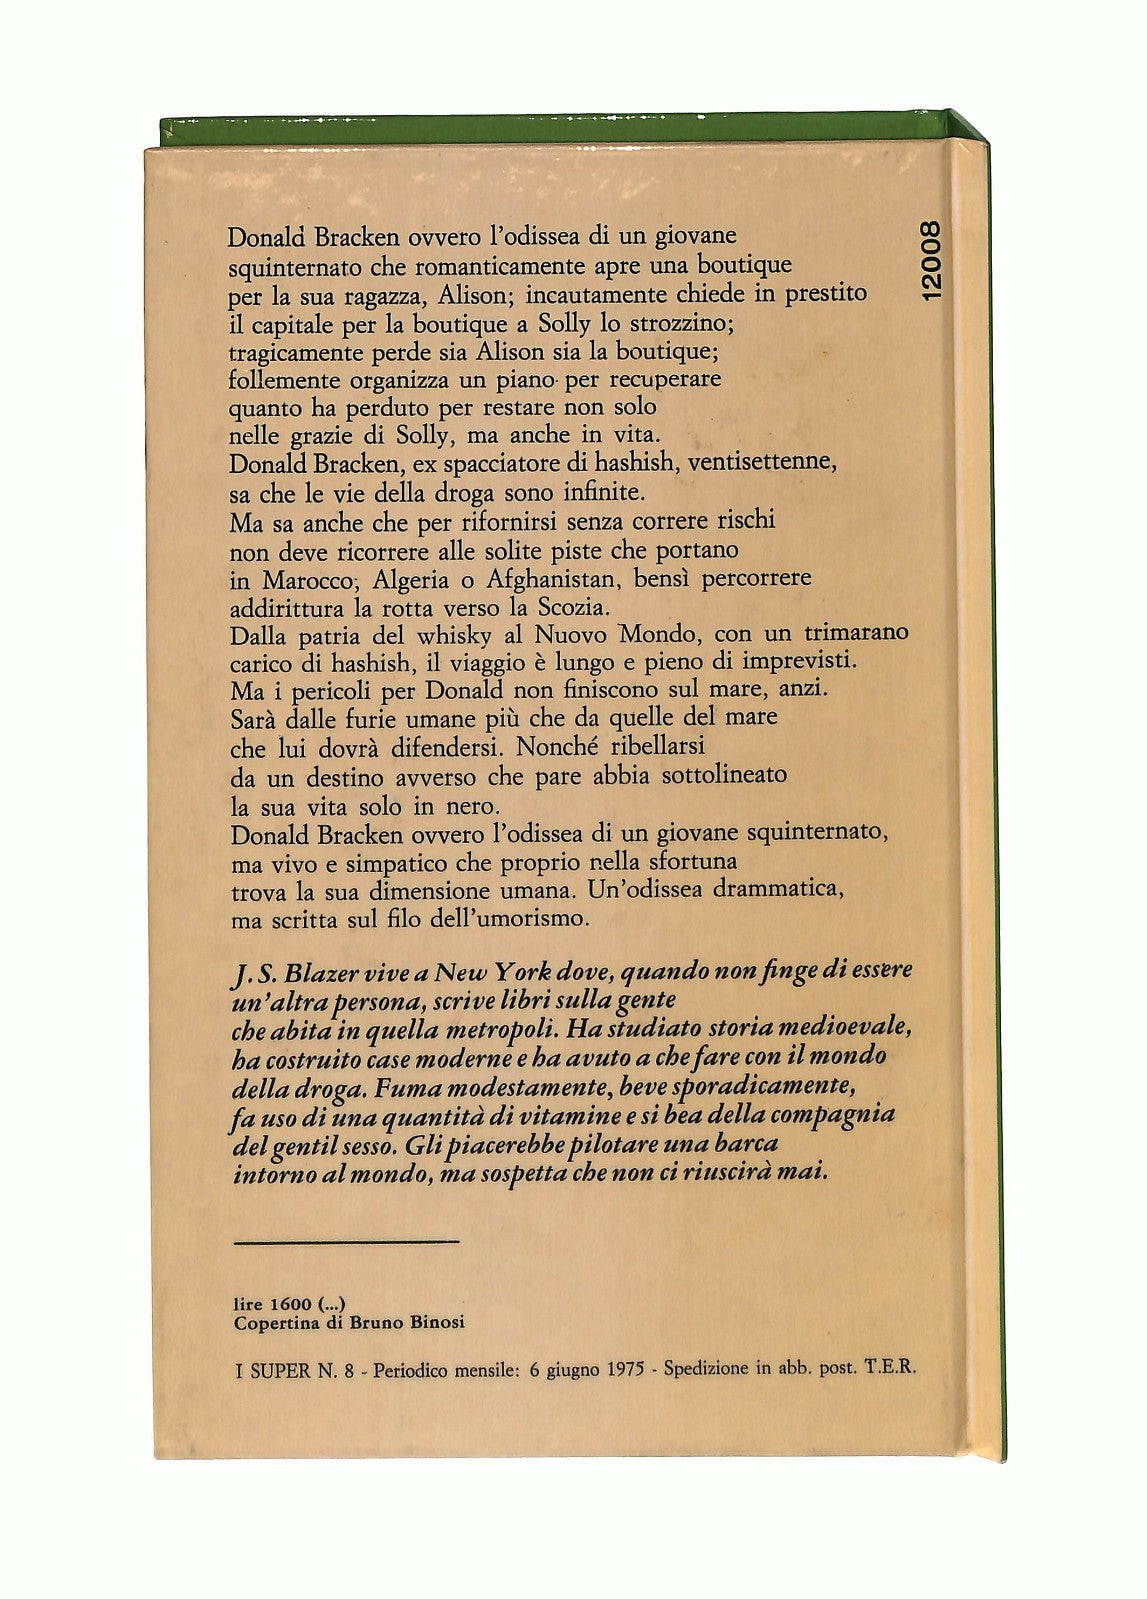 12008
Donald Bracken ovvero l'odissea di un giovane
squinternato che romanticamente apre una boutique
per la sua ragazza, Alison; incautamente chiede in prestito
il capitale per la boutique a Solly lo strozzino;
tragicamente perde sia Alison sia la boutique;
follemente organizza un piano per recuperare
quanto ha perduto per restare non solo
nelle grazie di Solly, ma anche in vita.
Donald Bracken, ex spacciatore di hashish, ventisettenne,
sa che le vie della droga sono infinite.
Ma sa anche che per rifornirsi senza correre rischi
non deve ricorrere alle solite piste che portano
in Marocco, Algeria o Afghanistan, bensì percorrere
addirittura la rotta verso la Scozia.
Dalla patria del whisky al Nuovo Mondo, con un trimarano
carico di hashish, il viaggio è lungo e pieno di imprevisti.
Ma i pericoli per Donald non finiscono sul mare, anzi.
Sarà dalle furie umane più che da quelle del mare
che lui dovrà difendersi. Nonché ribellarsi
da un destino avverso che pare abbia sottolineato
la sua vita solo in nero.
Donald Bracken ovvero l'odissea di un giovane squinternato,
ma vivo e simpatico che proprio nella sfortuna
trova la sua dimensione umana. Un'odissea drammatica,
ma scritta sul filo dell'umorismo.
J.S. Blazer vive a New York dove, quando non finge di essere
un'altra persona, scrive libri sulla gente
che abita in quella metropoli. Ha studiato storia medioevale,
ha costruito case moderne e ha avuto a che fare con il mondo
della droga. Fuma modestamente, beve sporadicamente,
fa uso di una quantità di vitamine e si bea della compagnia
del gentil sesso. Gli piacerebbe pilotare una barca
intorno al mondo, ma sospetta che non ci riuscirà mai.
lire 1600 (...)
Copertina di Bruno Binosi
I SUPER N. 8 - Periodico mensile: 6 giugno 1975 - Spedizione in abb. post. T.E.R.